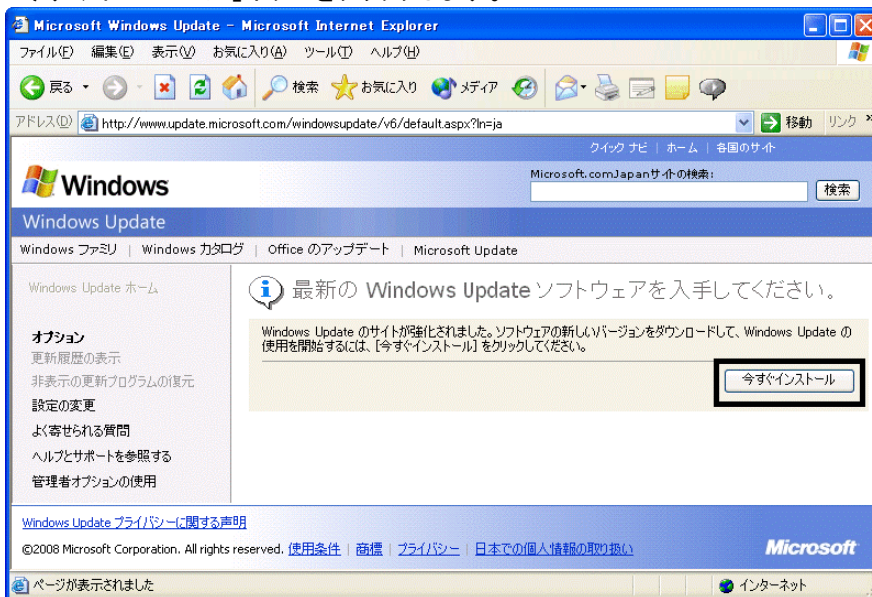 Microsoft Windows Update - Microsoft Internet Explorer
ファイル(F) 編集(E) 表示(V) お気に入り(A) ツール(T) ヘルプ(H)
戻る 検索 お気に入り メディア
アドレス(D) http://www.update.microsoft.com/windowsupdate/v6/default.aspx?ln=ja 移動 リンク »
クイック ナビ | ホーム | 各国のサイト
Windows
Microsoft.comJapanサイトの検索:
検索
Windows Update
Windows ファミリ | Windows カタログ | Office のアップデート | Microsoft Update
Windows Update ホーム
オプション
更新履歴の表示
非表示の更新プログラムの復元
設定の変更
よく寄せられる質問
ヘルプとサポートを参照する
管理者オプションの使用
最新の Windows Update ソフトウェアを入手してください。
Windows Update のサイトが強化されました。ソフトウェアの新しいバージョンをダウンロードして、Windows Update の
使用を開始するには、[今すぐインストール] をクリックしてください。
今すぐインストール
Windows Update プライバシーに関する声明
©2008 Microsoft Corporation. All rights reserved. 使用条件 | 商標 | プライバシー | 日本での個人情報の取り扱い
Microsoft
ページが表示されました インターネット